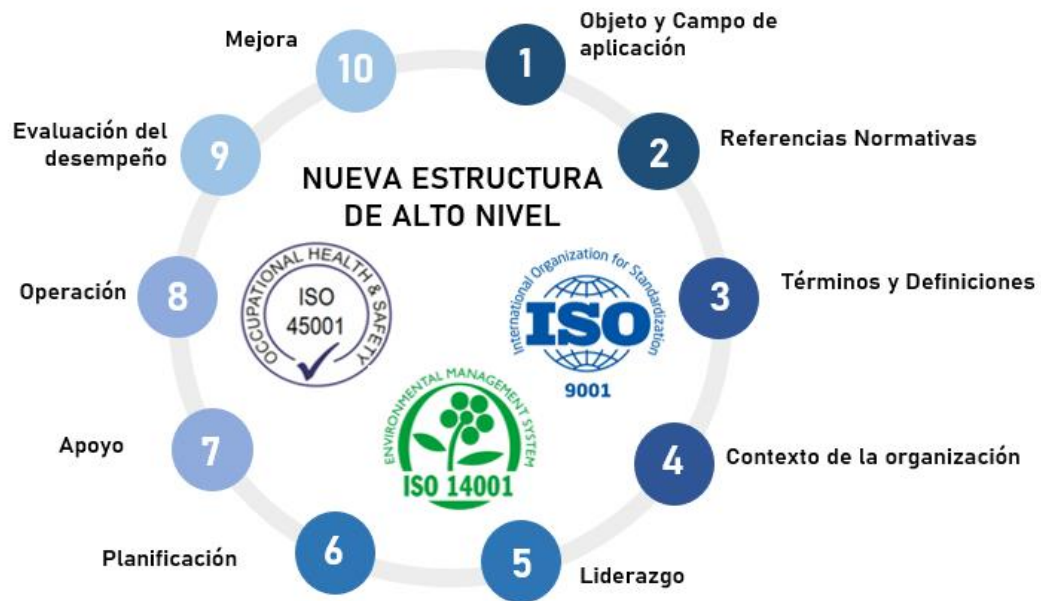 NUEVA ESTRUCTURA
DE ALTO NIVEL
1
Objeto y Campo de
aplicación
2
Referencias Normativas
3
Términos y Definiciones
4
Contexto de la organización
5
Liderazgo
6
Planificación
7
Apoyo
8
Operación
9
Evaluación del
desempeño
10
Mejora
OCCUPATIONAL HEALTH & SAFETY
ISO
45001
International Organization for Standardization
ISO
9001
ENVIRONMENTAL MANAGEMENT SYSTEM
ISO 14001